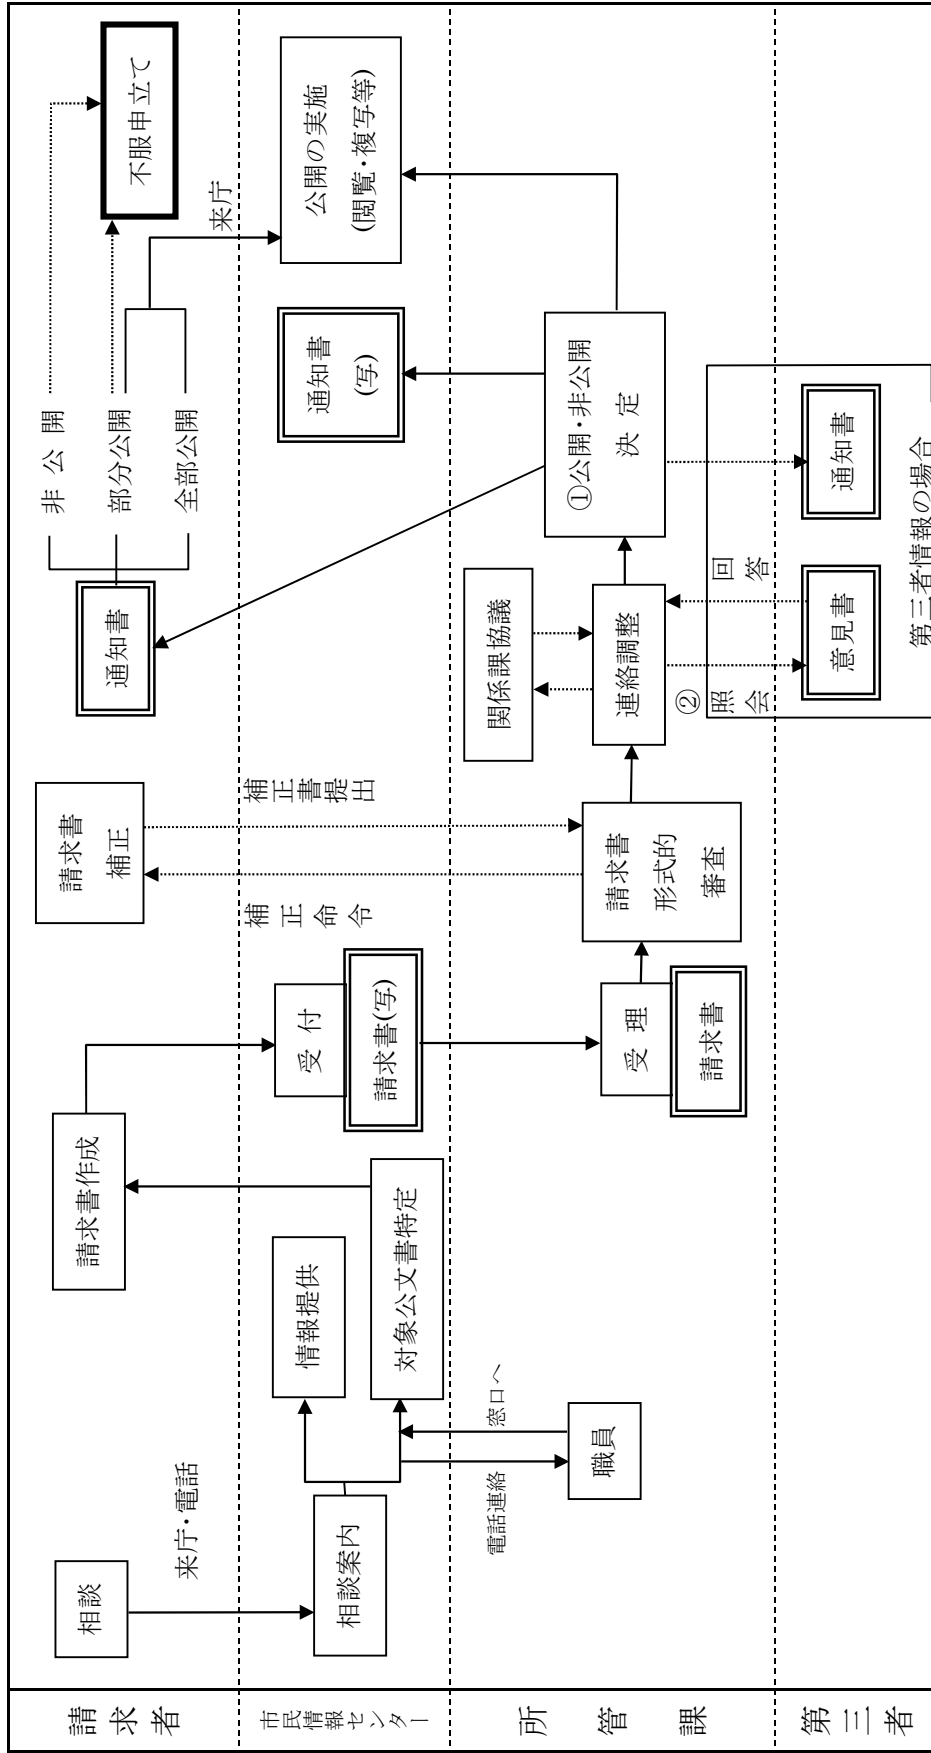 請求者
市民情報センター
所管課
第三者
相談
来庁・電話
相談案内
情報提供
対象公文書特定
電話連絡
窓口へ
職員
請求書作成
受付
請求書(写)
受理
請求書
請求書
形式的
審査
補正命令
補正書提出
請求書
補正
連絡調整
関係課協議
②
照会
回答
意見書
通知書
第三者情報の場合
①公開・非公開
決定
通知書
(写)
通知書
非公開
部分公開
全部公開
来庁
公開の実施
(閲覧・複写等)
不服申立て